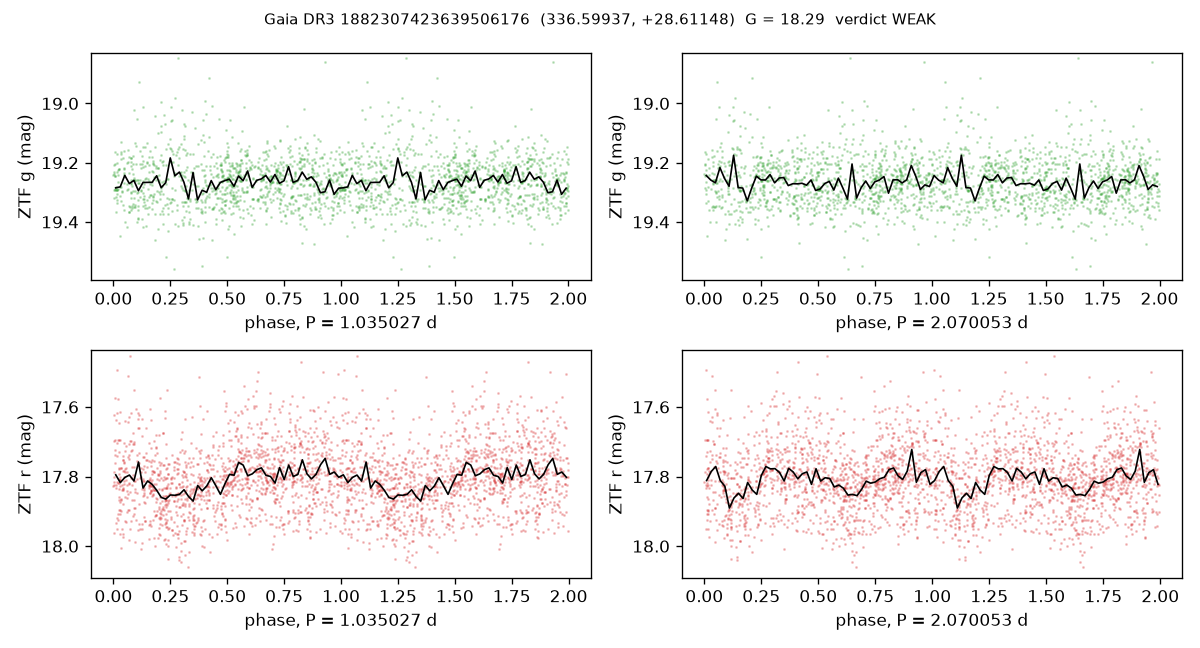 Gaia DR3 1882307423639506176  (336.59937, +28.61148)  G = 18.29  verdict WEAK
ZTF g (mag)
19.0
19.2
19.4
0.00 0.25 0.50 0.75 1.00 1.25 1.50 1.75 2.00
phase, P = 1.035027 d
ZTF g (mag)
19.0
19.2
19.4
0.00 0.25 0.50 0.75 1.00 1.25 1.50 1.75 2.00
phase, P = 2.070053 d
ZTF r (mag)
17.6
17.8
18.0
0.00 0.25 0.50 0.75 1.00 1.25 1.50 1.75 2.00
phase, P = 1.035027 d
ZTF r (mag)
17.6
17.8
18.0
0.00 0.25 0.50 0.75 1.00 1.25 1.50 1.75 2.00
phase, P = 2.070053 d